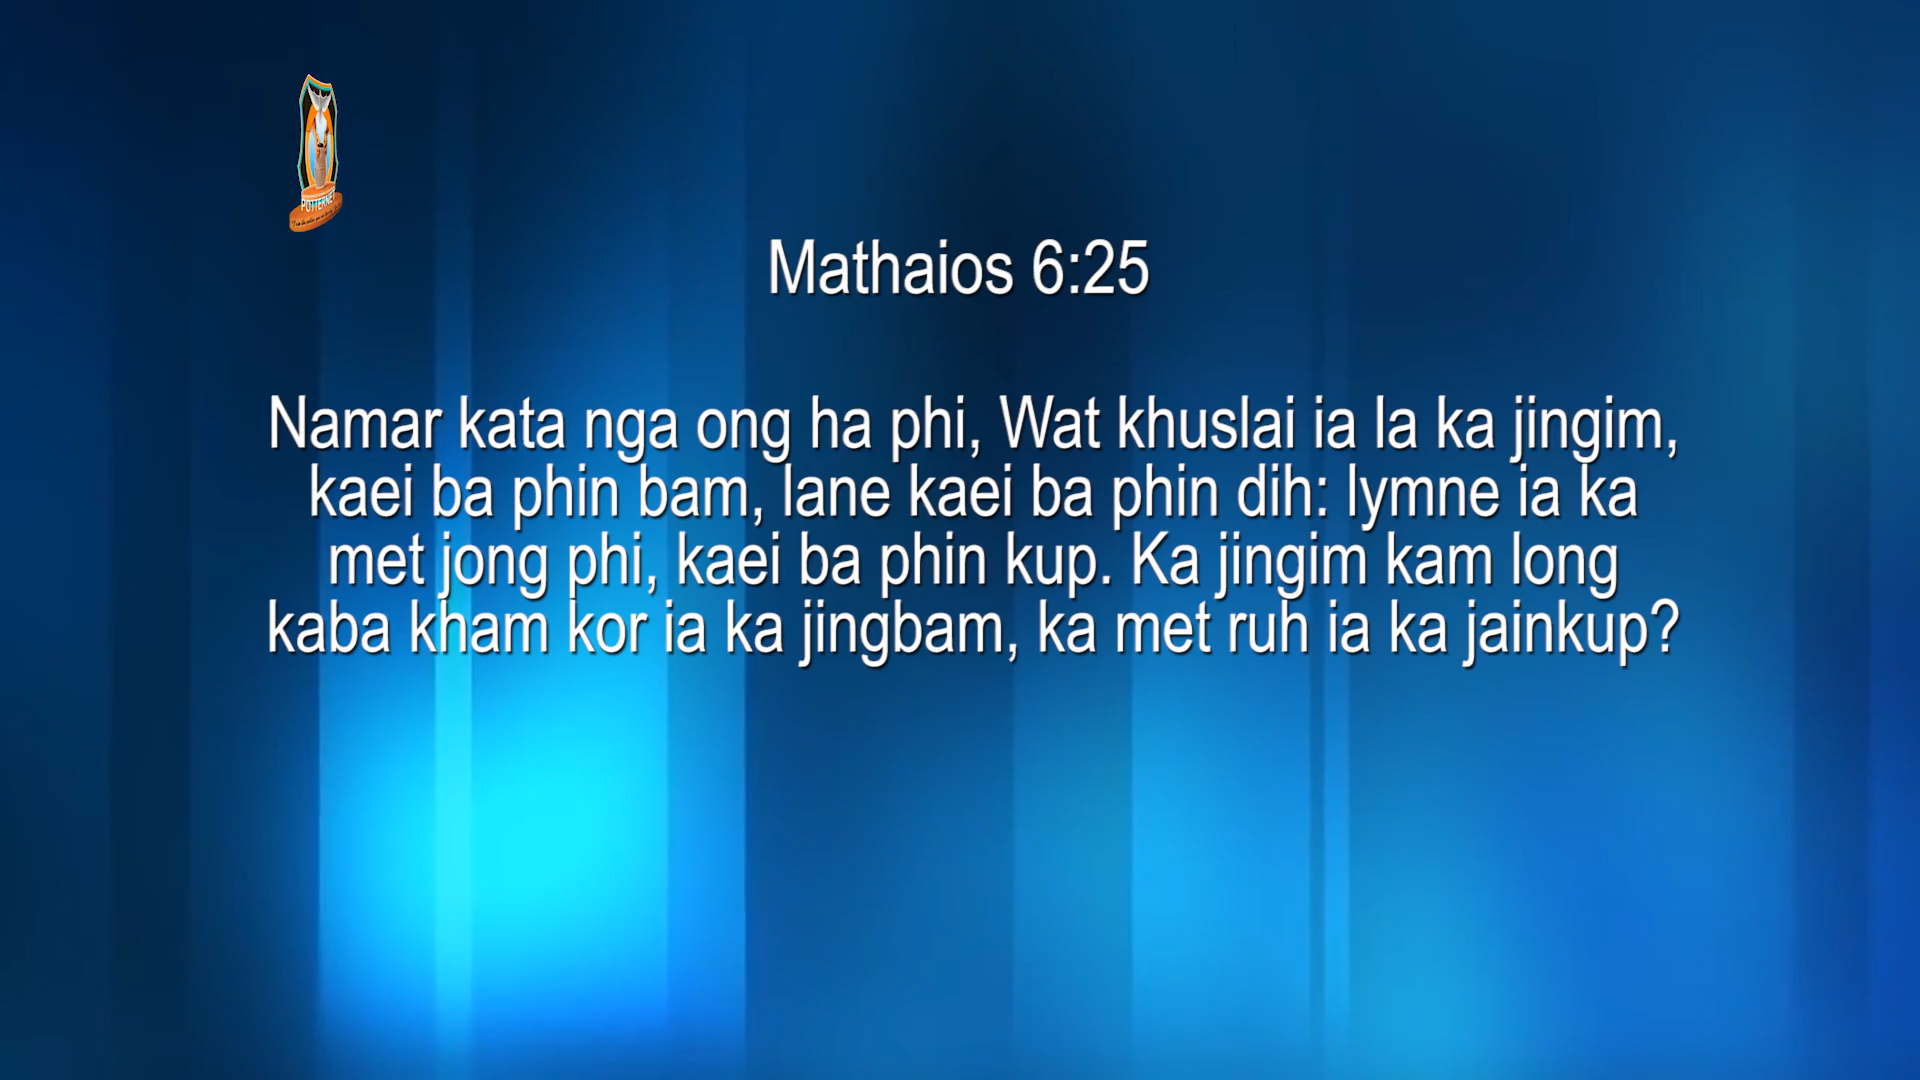 POTTERNET
Mathaios 6:25
Namar kata nga ong ha phi, Wat khuslai ia la ka jingim,
kaei ba phin bam, lane kaei ba phin dih: lymne ia ka
met jong phi, kaei ba phin kup. Ka jingim kam long
kaba kham kor ia ka jingbam, ka met ruh ia ka jainkup?